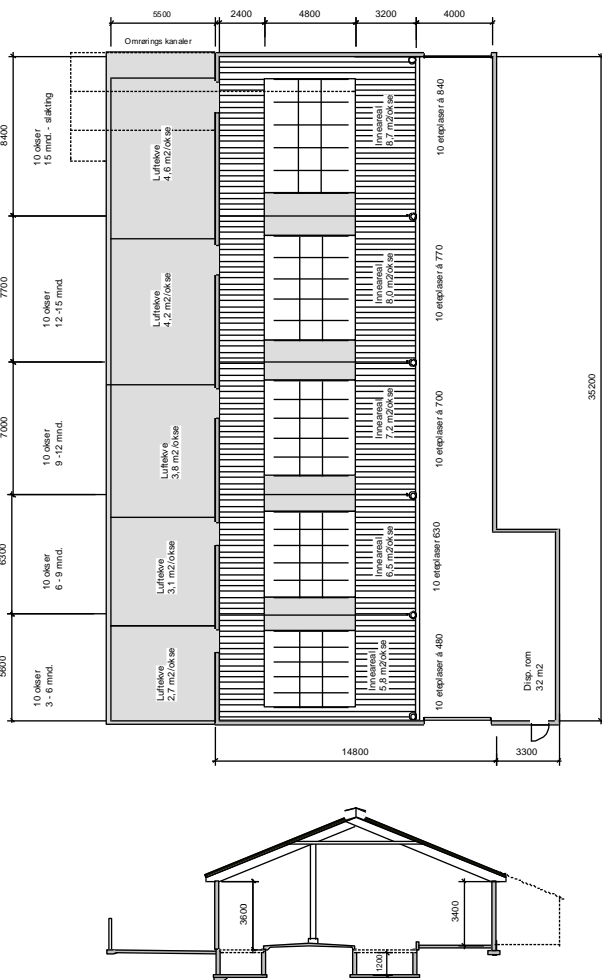 5500
2400
4800
3200
4000
Omrørings kanaler
8400
10 okser
15 mnd. - slakting
Luftekve
4,6 m2/okse
Inneareal
8,7 m2/okse
10 eteplaser á 840
7700
10 okser
12 -15 mnd.
Luftekve
4,2 m2/okse
Inneareal
8,0 m2/okse
10 eteplaser á 770
7000
10 okser
9 -12 mnd.
Luftekve
3,8 m2/okse
Inneareal
7,2 m2/okse
10 eteplaser á 700
35200
6300
10 okser
6 - 9 mnd.
Luftekve
3,1 m2/okse
Inneareal
6,5 m2/okse
10 eteplaser 630
5600
10 okser
3 - 6 mnd.
Luftekve
2,7 m2/okse
Inneareal
5,8 m2/okse
10 eteplaser á 480
Disp. rom
32 m2
14800
3300
3600
3400
1200